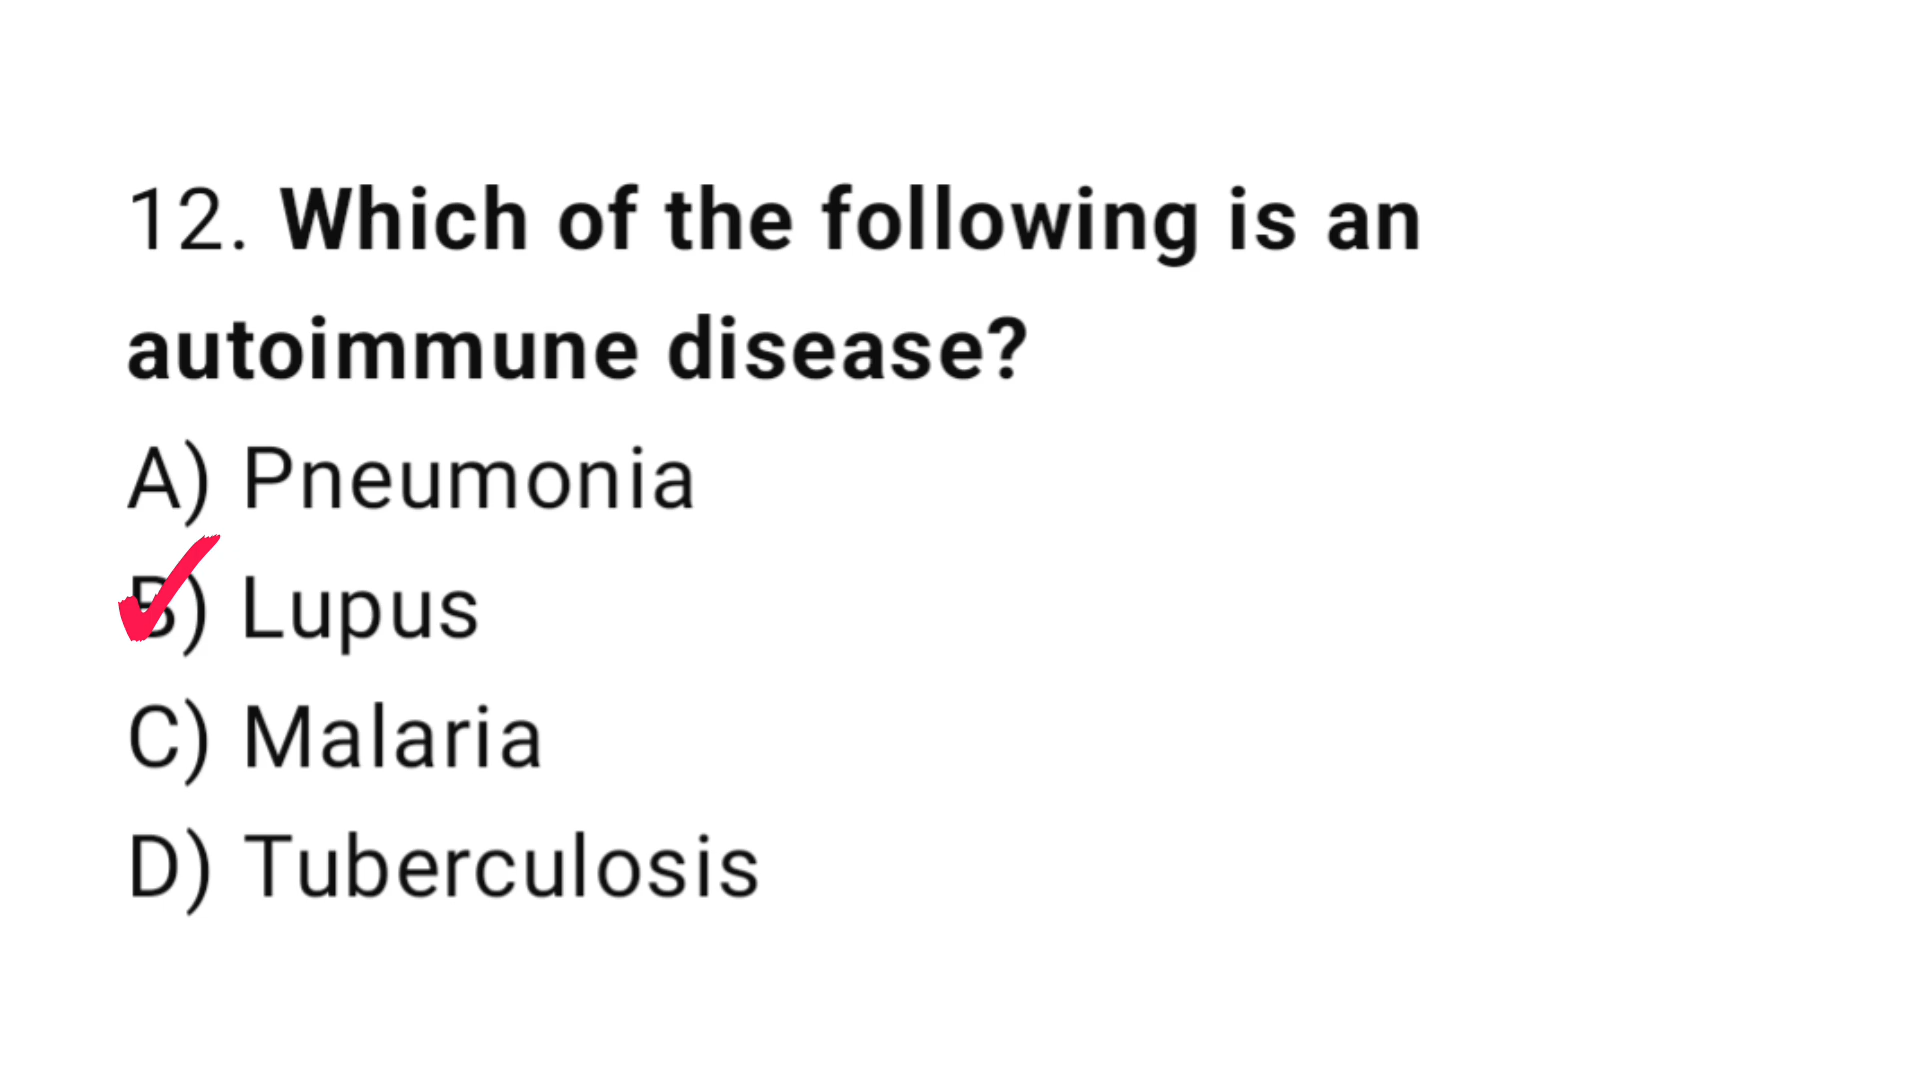 12. Which of the following is an
autoimmune disease?
A) Pneumonia
B) Lupus
C) Malaria
D) Tuberculosis